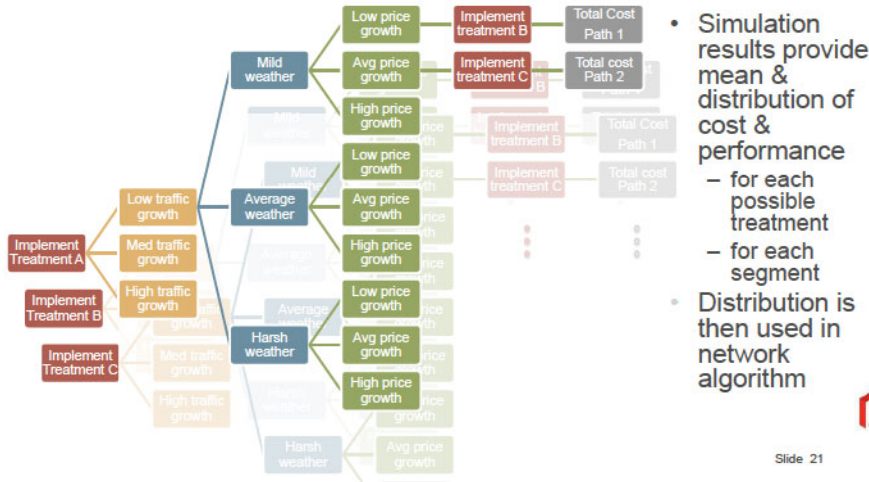 Low price
growth
Implement
treatment B
Total Cost
Path 1
Mild
weather
Avg price
growth
Implement
treatment C
Total cost
Path 2
High price
growth
Mild
Implement
treatment B
Total Cost
Path 1
Low price
growth
Mild
weather
Implement
treatment C
Total cost
Path 2
Low traffic
growth
Average
weather
Avg price
growth
Implement
Treatment A
Med traffic
growth
High price
growth
Average
weather
High traffic
growth
Low price
growth
Implement
Treatment B
Average
weather
Harsh
weather
Avg price
growth
Implement
Treatment C
Med traffic
growth
High price
growth
High traffic
growth
Harsh
weather
Avg price
growth
• Simulation
results provide
mean &
distribution of
cost &
performance
– for each
possible
treatment
– for each
segment
• Distribution is
then used in
network
algorithm
Slide 21